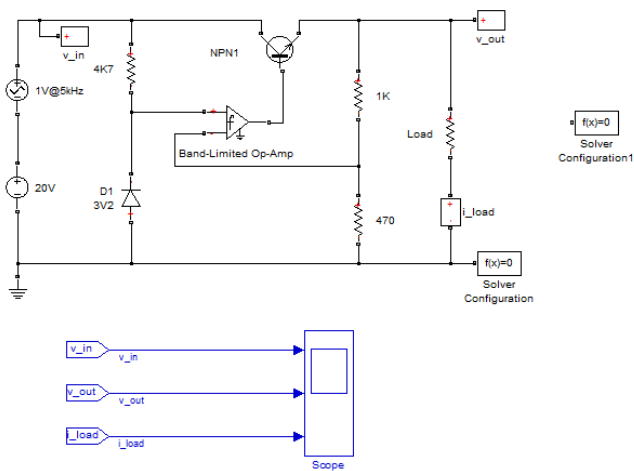 v_in
NPN1
v_out
4K7
1V@5kHz
1K
Load
f(x)=0
Solver
Configuration1
Band-Limited Op-Amp
20V
D1
3V2
470
i_load
f(x)=0
Solver
Configuration
v_in
v_in
v_out
v_out
i_load
i_load
Scope